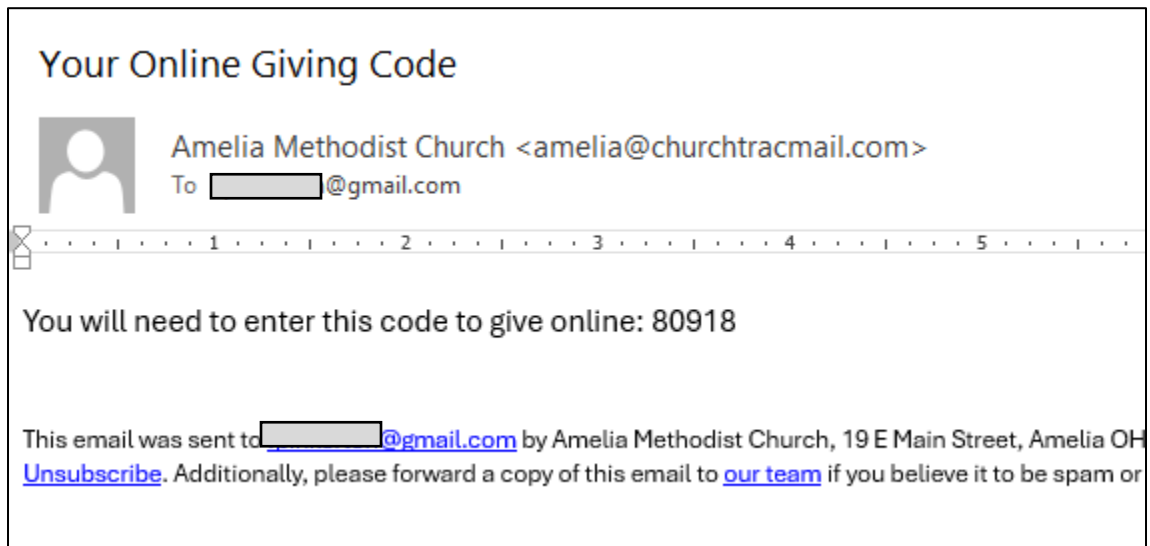 Your Online Giving Code
Amelia Methodist Church <amelia@churchtracmail.com>
To @gmail.com
1 2 3 4 5
You will need to enter this code to give online: 80918
This email was sent to @gmail.com by Amelia Methodist Church, 19 E Main Street, Amelia OH
Unsubscribe. Additionally, please forward a copy of this email to our team if you believe it to be spam or